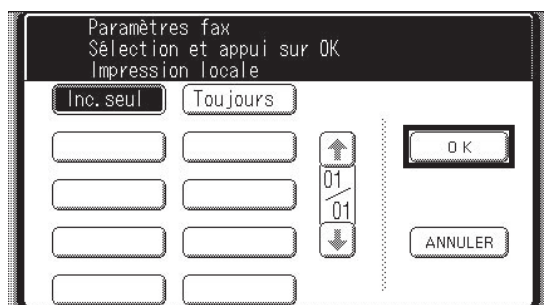 Paramètres fax
Sélection et appui sur OK
Impression locale
Inc.seul Toujours
OK
01
01
ANNULER